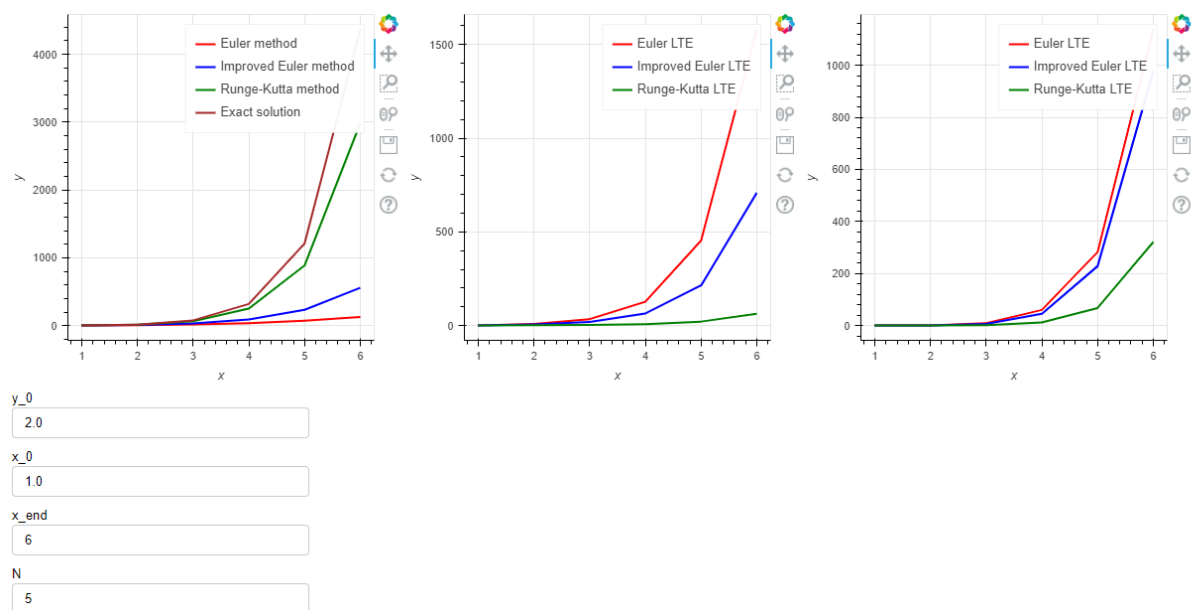 Euler method
Improved Euler method
Runge-Kutta method
Exact solution
4000
3000
2000
1000
0
y
1 2 3 4 5 6
x
Euler LTE
Improved Euler LTE
Runge-Kutta LTE
1500
1000
500
0
y
1 2 3 4 5 6
x
Euler LTE
Improved Euler LTE
Runge-Kutta LTE
1000
800
600
400
200
0
y
1 2 3 4 5 6
x
y_0
2.0
x_0
1.0
x_end
6
N
5